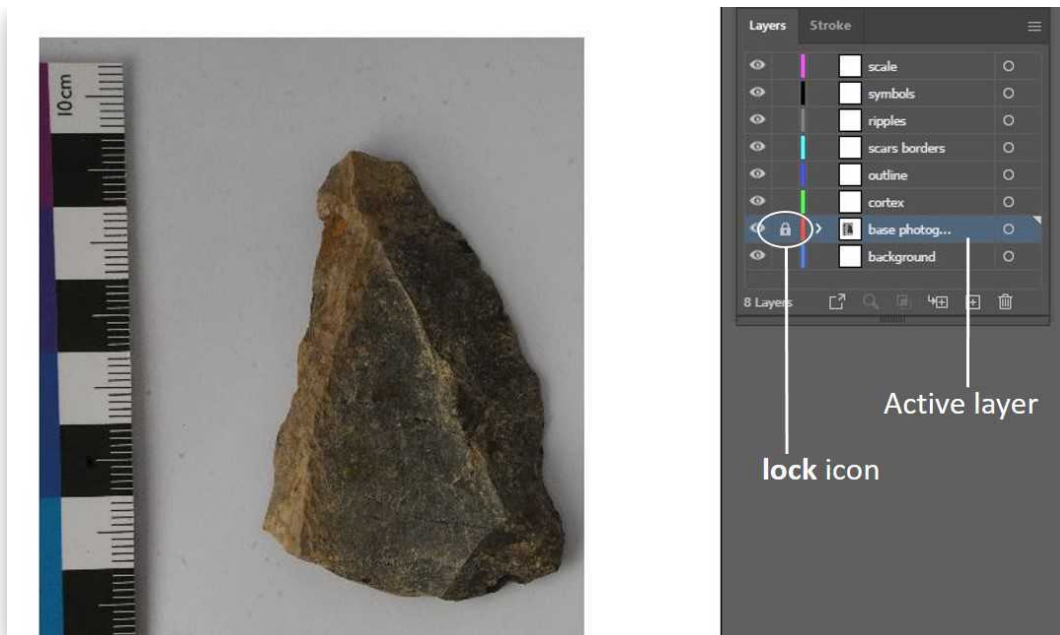 10cm
Layers Stroke
scale
symbols
ripples
scars borders
outline
cortex
base photog...
background
8 Layers
Active layer
lock icon